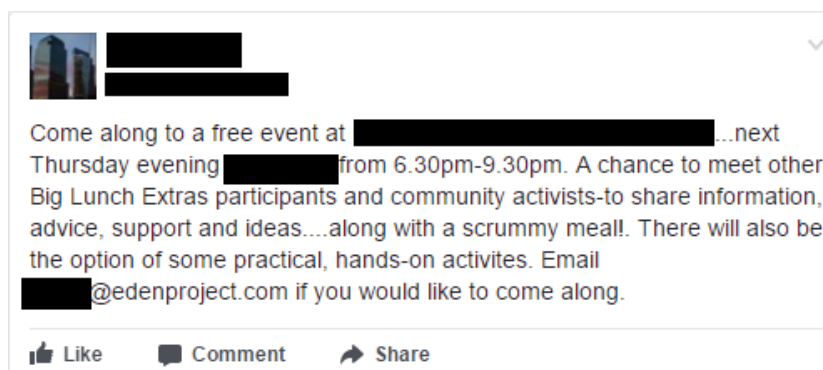 Come along to a free event at ...next
Thursday evening from 6.30pm-9.30pm. A chance to meet other
Big Lunch Extras participants and community activists-to share information,
advice, support and ideas....along with a scrummy meal!. There will also be
the option of some practical, hands-on activites. Email
@edenproject.com if you would like to come along.
Like Comment Share